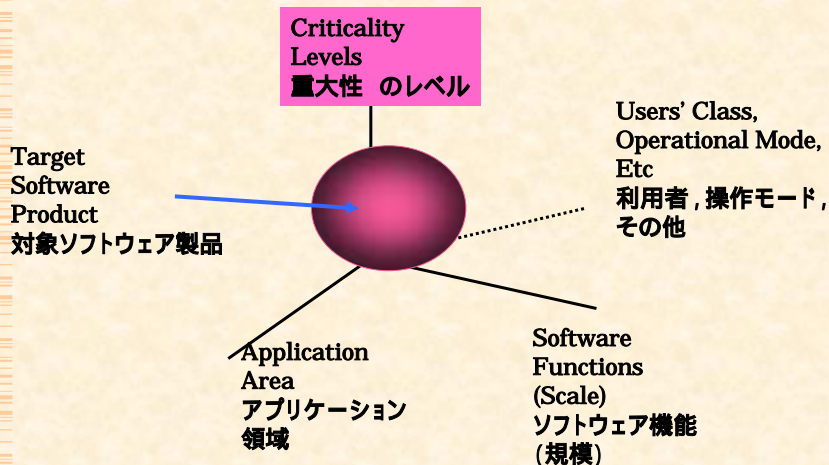 Criticality
Levels
重大性　のレベル
Users' Class,
Operational Mode,
Etc
利用者 , 操作モード ,
その他
Target
Software
Product
対象ソフトウェア製品
Application
Area
アプリケーション
領域
Software
Functions
(Scale)
ソフトウェア機能
（規模）